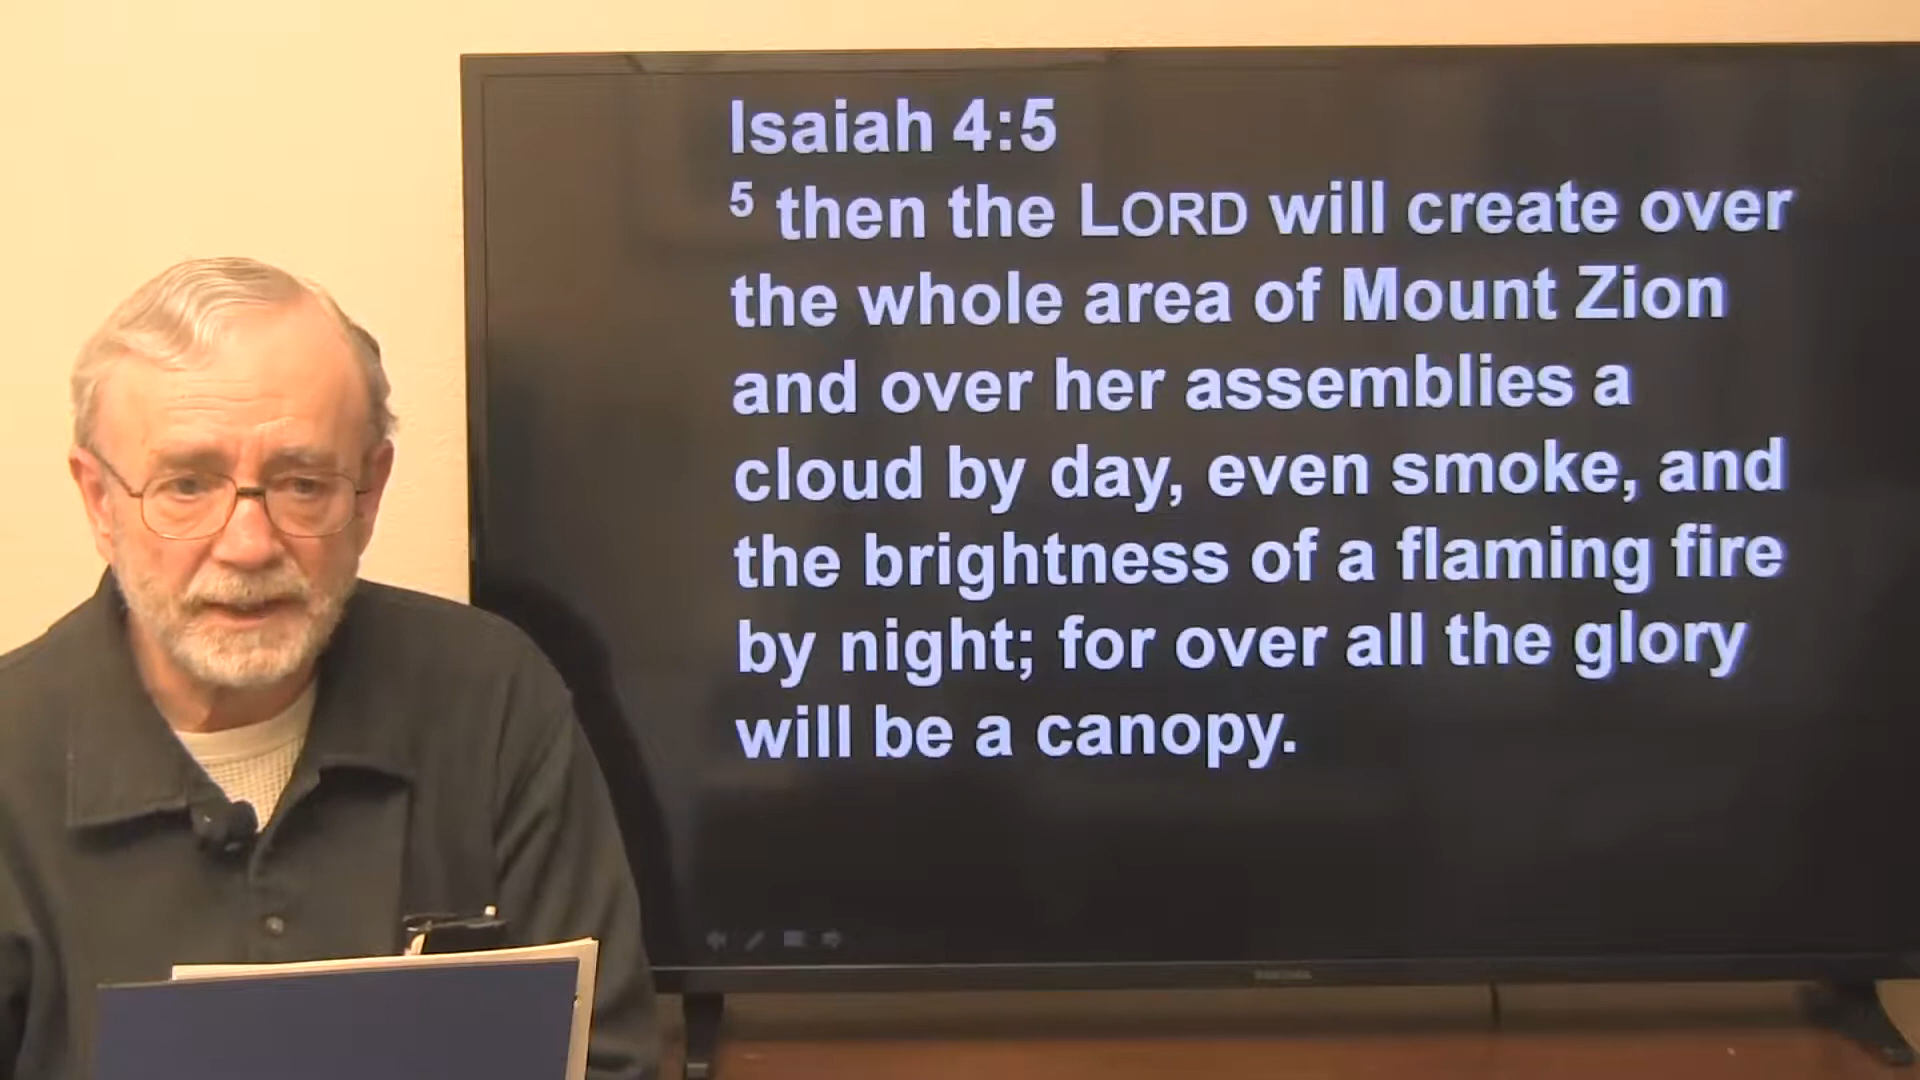 Isaiah 4:5
5 then the LORD will create over
the whole area of Mount Zion
and over her assemblies a
cloud by day, even smoke, and
the brightness of a flaming fire
by night; for over all the glory
will be a canopy.